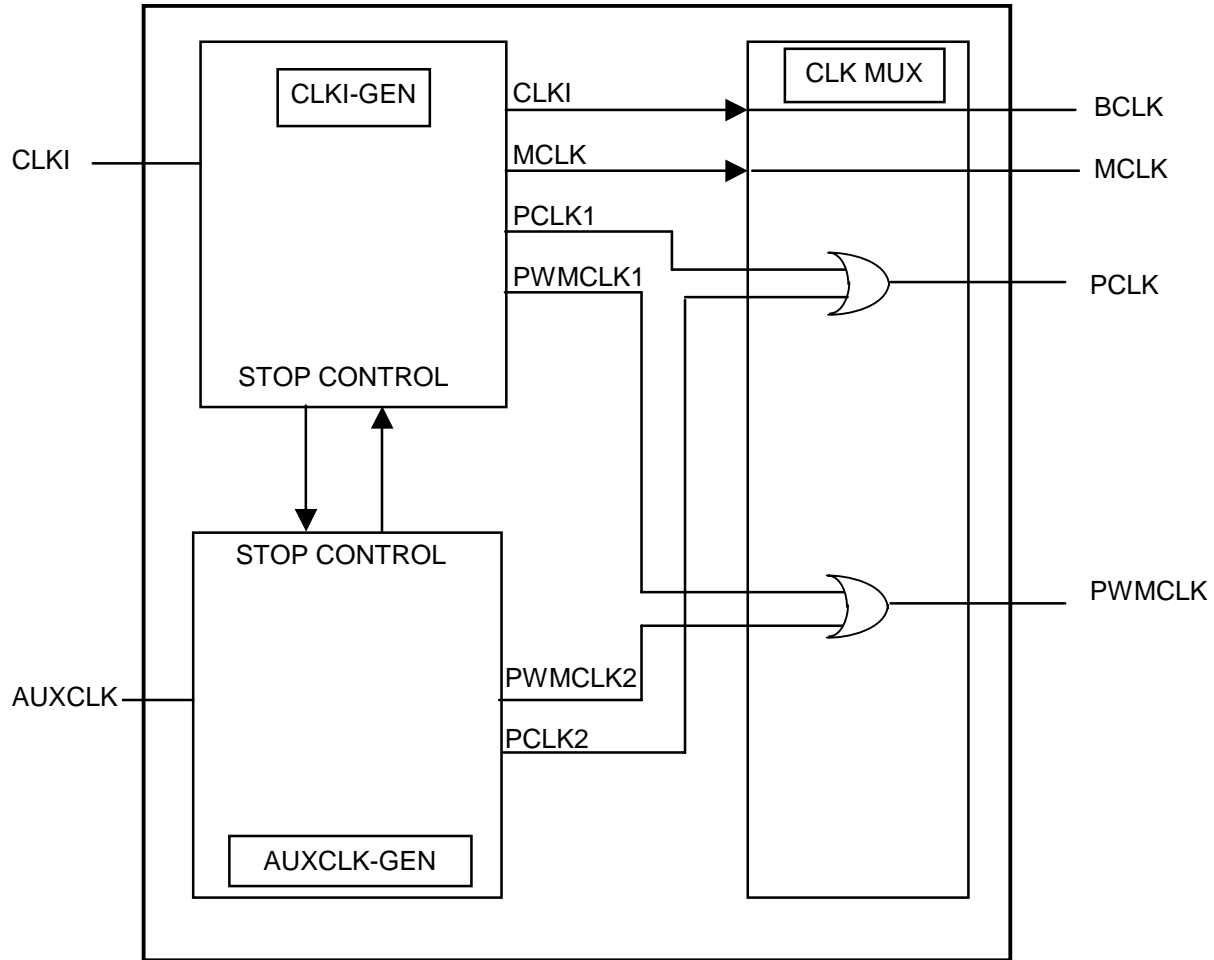 CLKI-GEN
CLK MUX
CLKI
BCLK
CLKI
MCLK
MCLK
PCLK1
PCLK
PWMCLK1
STOP CONTROL
STOP CONTROL
PWMCLK
PWMCLK2
AUXCLK
PCLK2
AUXCLK-GEN